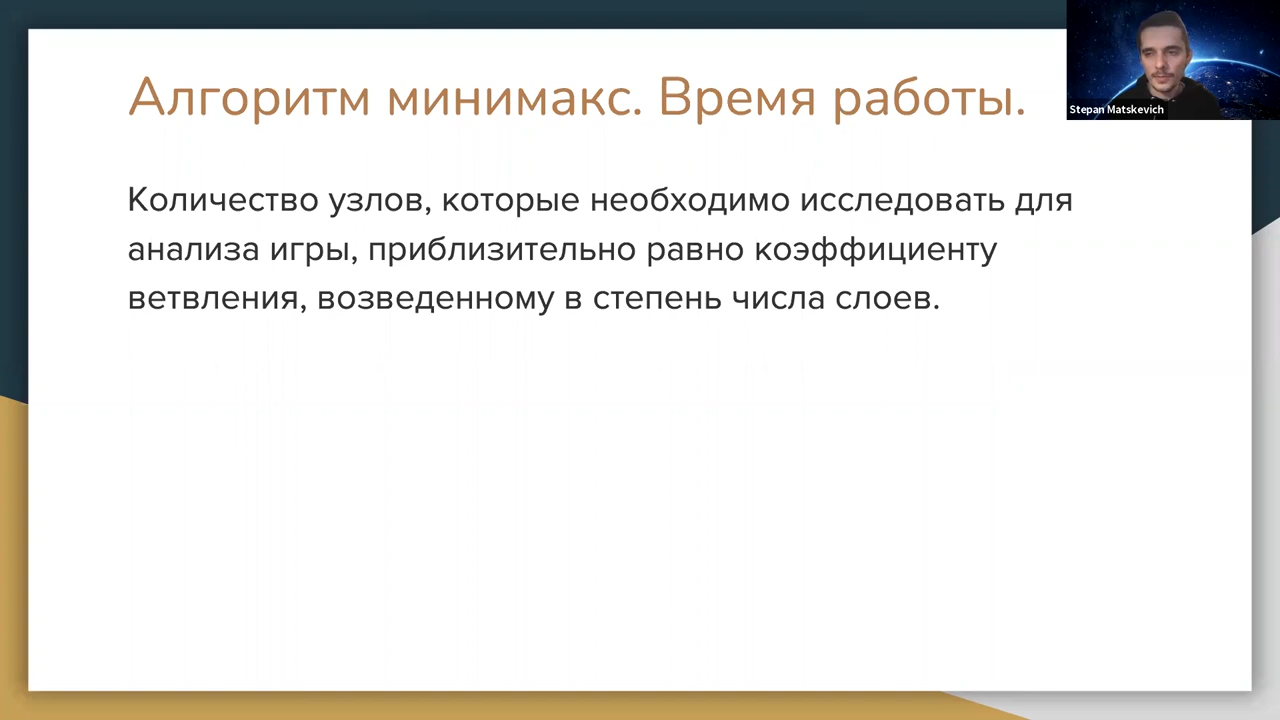 Алгоритм минимакс. Время работы.
Stepan Matskevich
Количество узлов, которые необходимо исследовать для
анализа игры, приблизительно равно коэффициенту
ветвления, возведенному в степень числа слоев.